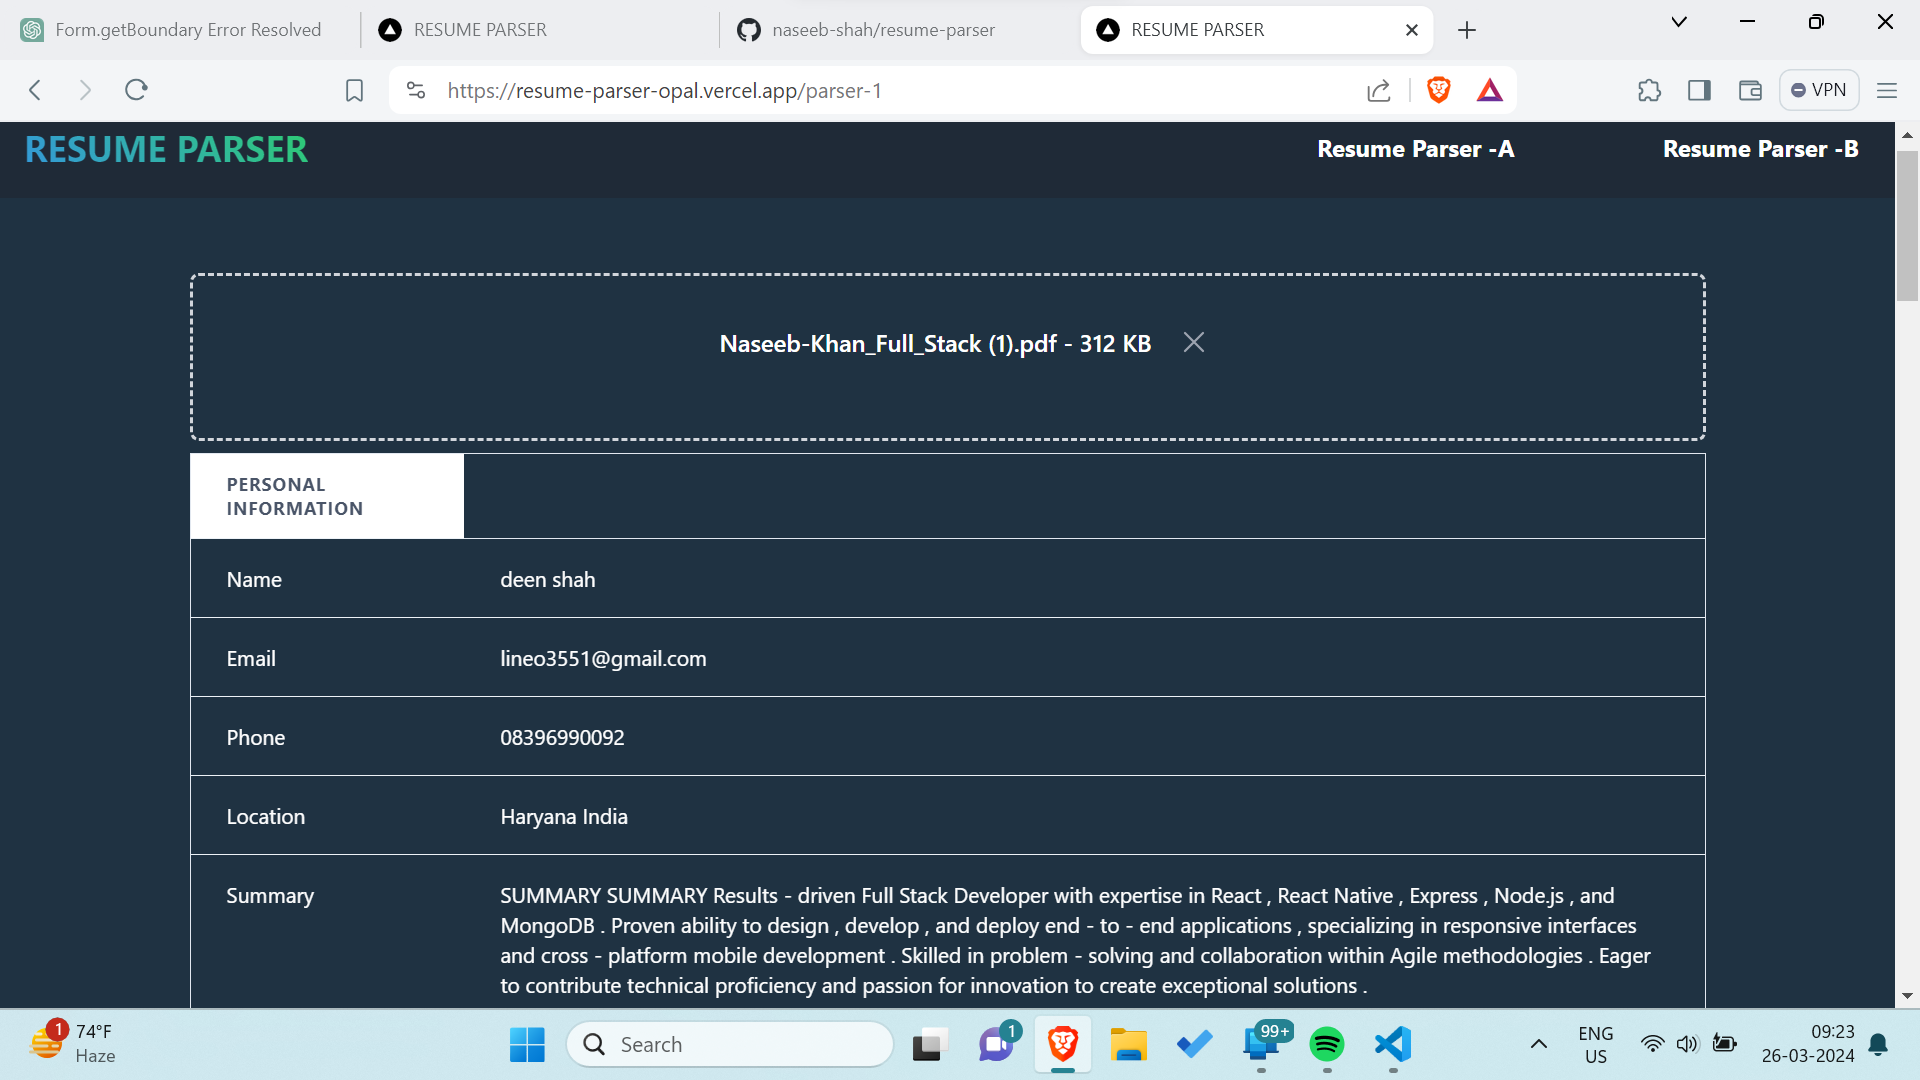 Form.getBoundary Error Resolved
RESUME PARSER
naseeb-shah/resume-parser
RESUME PARSER
https://resume-parser-opal.vercel.app/parser-1
VPN
RESUME PARSER
Resume Parser -A
Resume Parser -B
Naseeb-Khan_Full_Stack (1).pdf - 312 KB
PERSONAL
INFORMATION
Name
deen shah
Email
lineo3551@gmail.com
Phone
08396990092
Location
Haryana India
Summary
SUMMARY SUMMARY Results - driven Full Stack Developer with expertise in React , React Native , Express , Node.js , and
MongoDB . Proven ability to design , develop , and deploy end - to - end applications , specializing in responsive interfaces
and cross - platform mobile development . Skilled in problem - solving and collaboration within Agile methodologies . Eager
to contribute technical proficiency and passion for innovation to create exceptional solutions .
1
74°F
Haze
Search
1
99+
ENG
US
09:23
26-03-2024